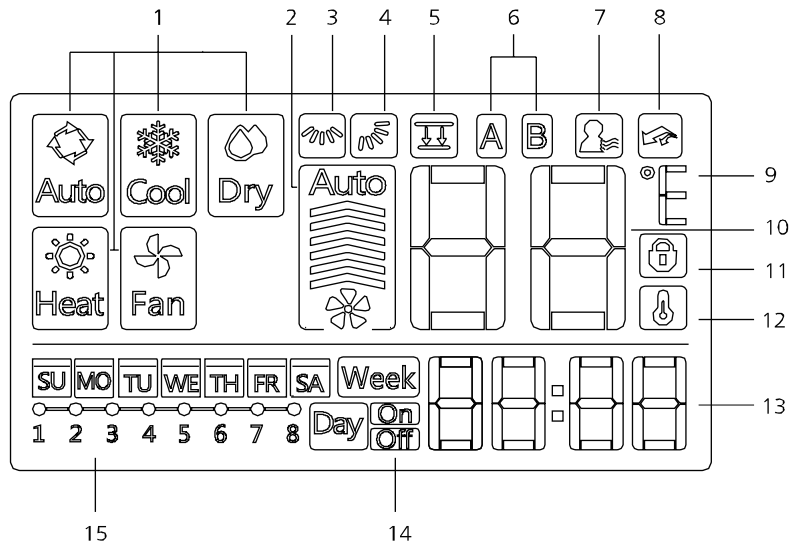 1 2 3 4 5 6 7 8
A B
Auto Cool Dry Auto
9
10
Heat Fan
11
12
SU MO TU WE TH FR SA Week
1 2 3 4 5 6 7 8 Day On
Off
88:88
13
15 14